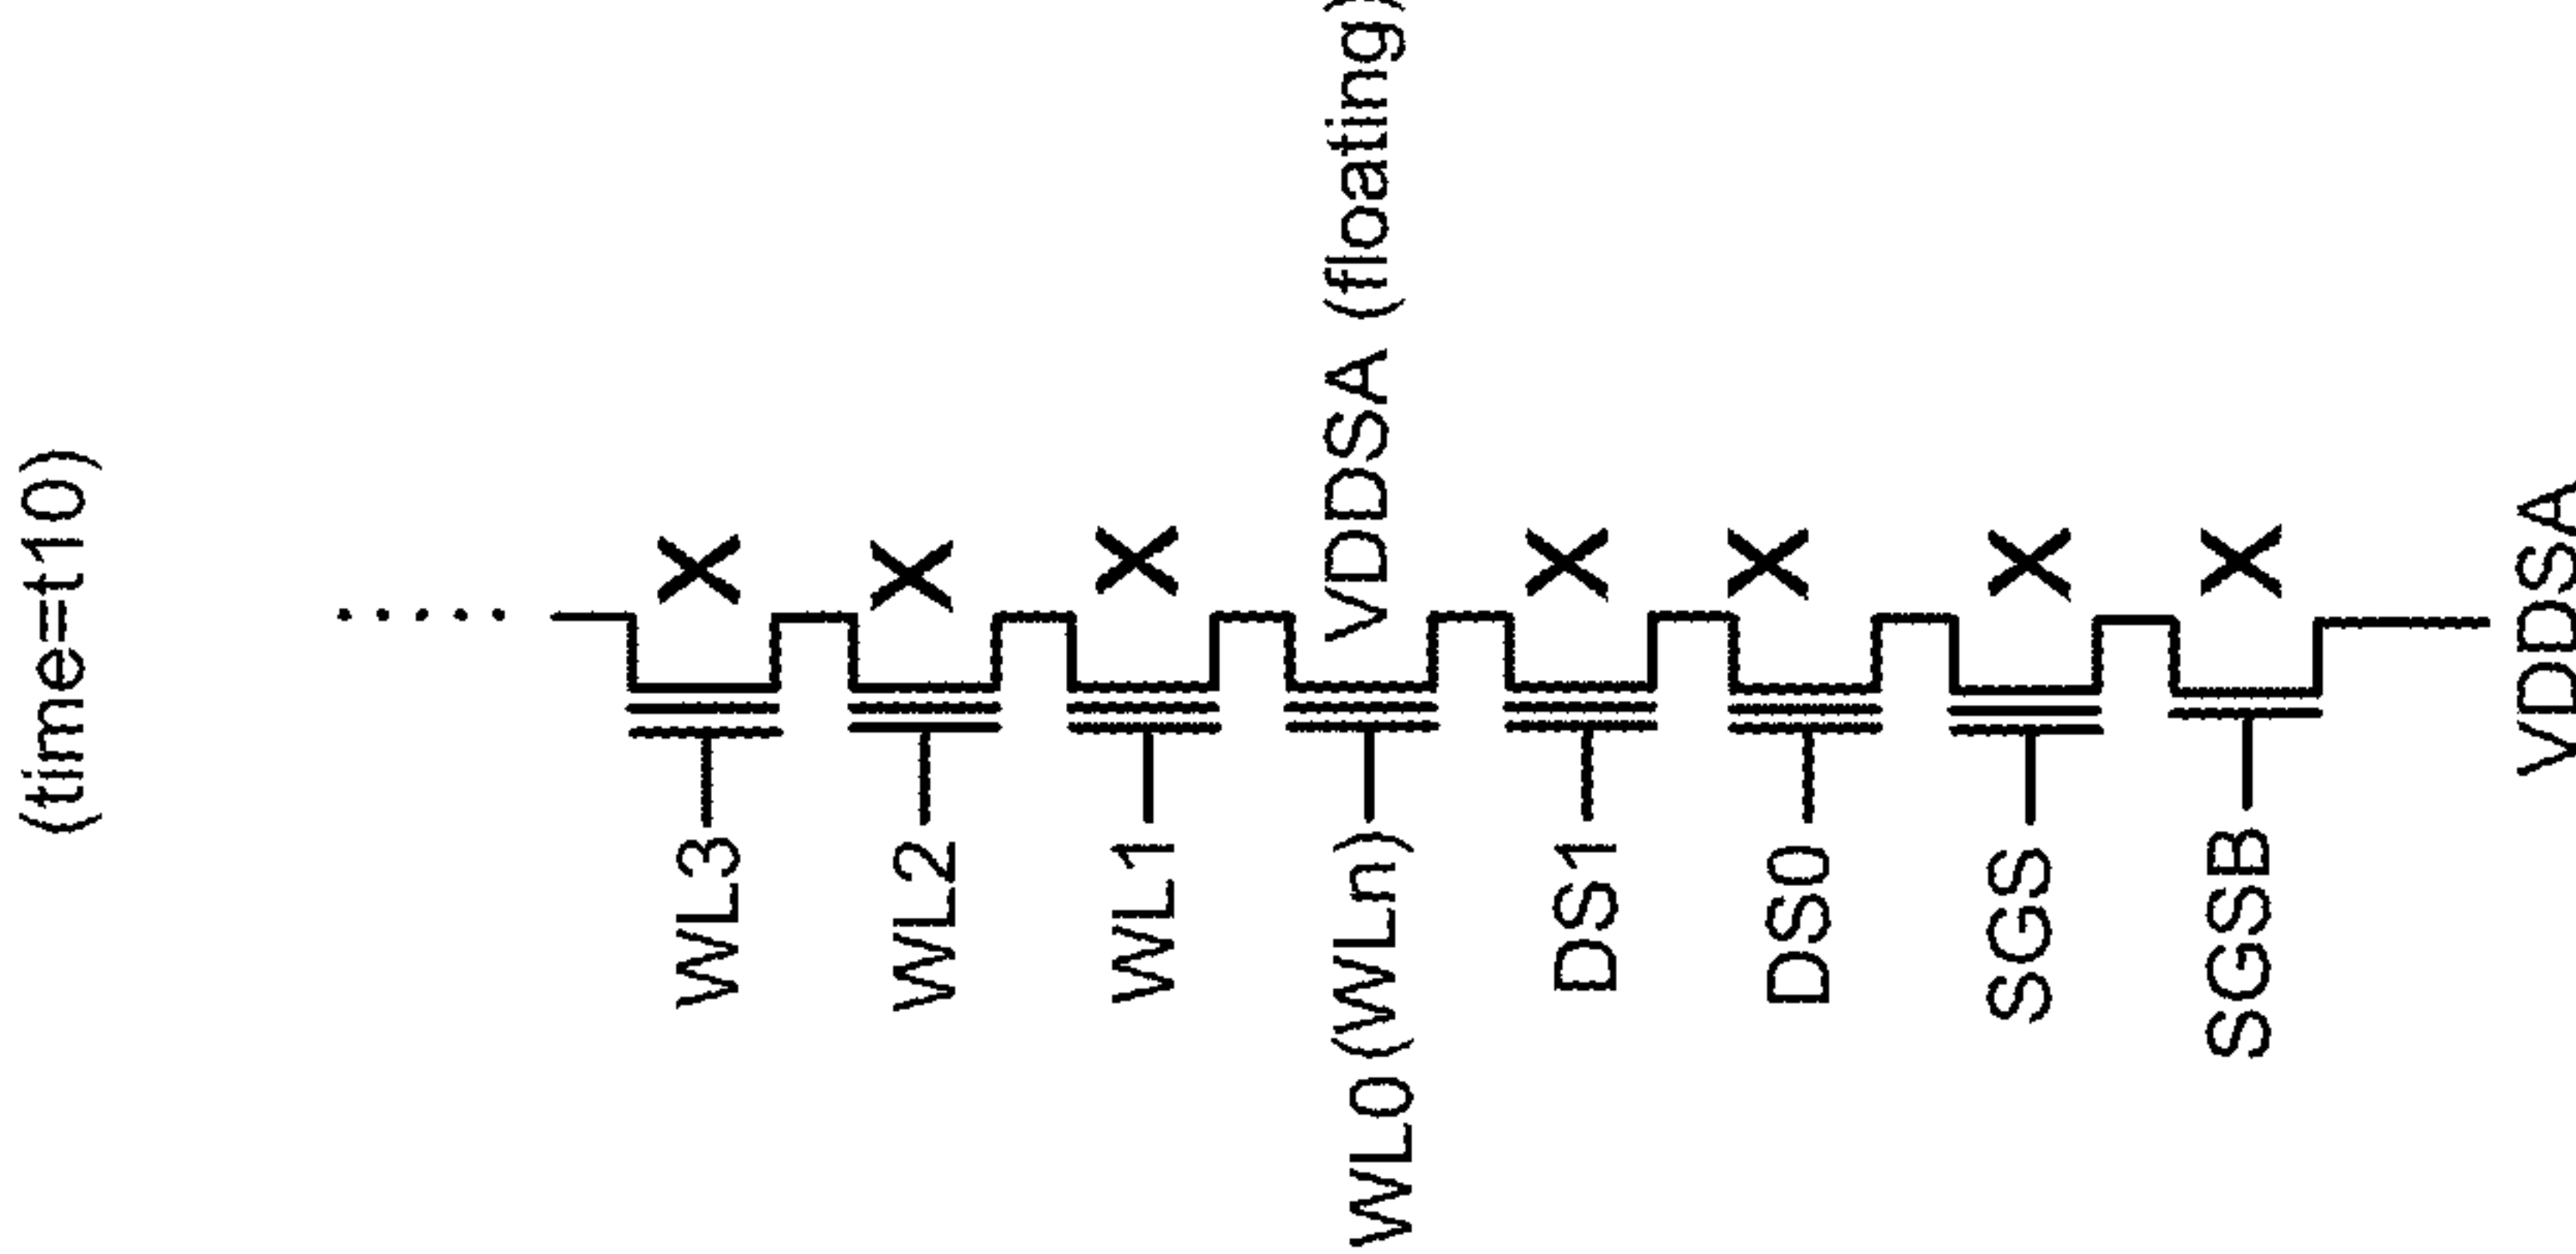 (time=t10)
WL3 X
WL2 X
WL1 X
WL0 (WLn) VDDSA (floating)
DS1 X
DS0 X
SGS X
SGSB X
VDDSA